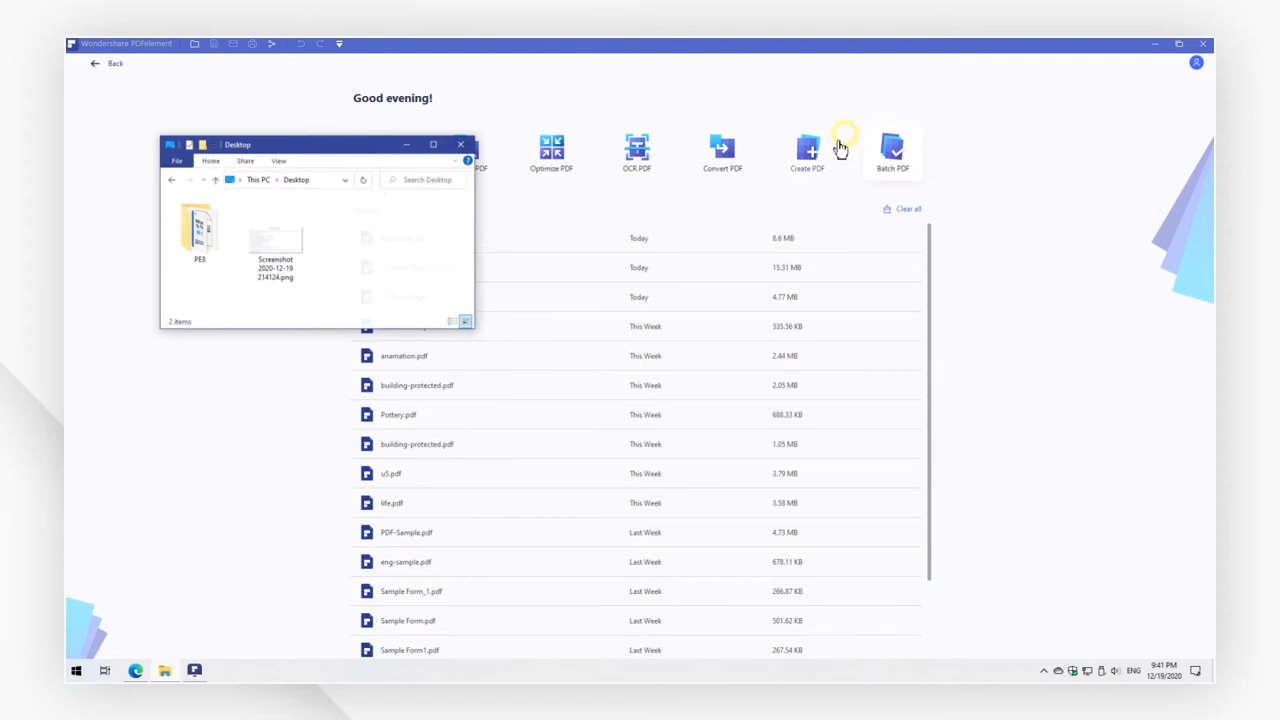 Wondershare PDFelement
Back
Good evening!
Desktop
File Home Share View
This PC > Desktop
Search Desktop
PE8
Screenshot
2020-12-19
214124.png
2 items
PDF
Optimize PDF
OCR PDF
Convert PDF
Create PDF
Batch PDF
Clear all
Today 8.6 MB
Today 15.31 MB
Today 4.77 MB
This Week 335.56 KB
anamation.pdf This Week 2.44 MB
building-protected.pdf This Week 2.05 MB
Pottery.pdf This Week 688.33 KB
building-protected.pdf This Week 1.05 MB
u5.pdf This Week 3.79 MB
life.pdf This Week 3.58 MB
PDF-Sample.pdf Last Week 4.73 MB
eng-sample.pdf Last Week 678.11 KB
Sample Form_1.pdf Last Week 266.87 KB
Sample Form.pdf Last Week 501.62 KB
Sample Form1.pdf Last Week 267.54 KB
ENG
9:41 PM
12/19/2020